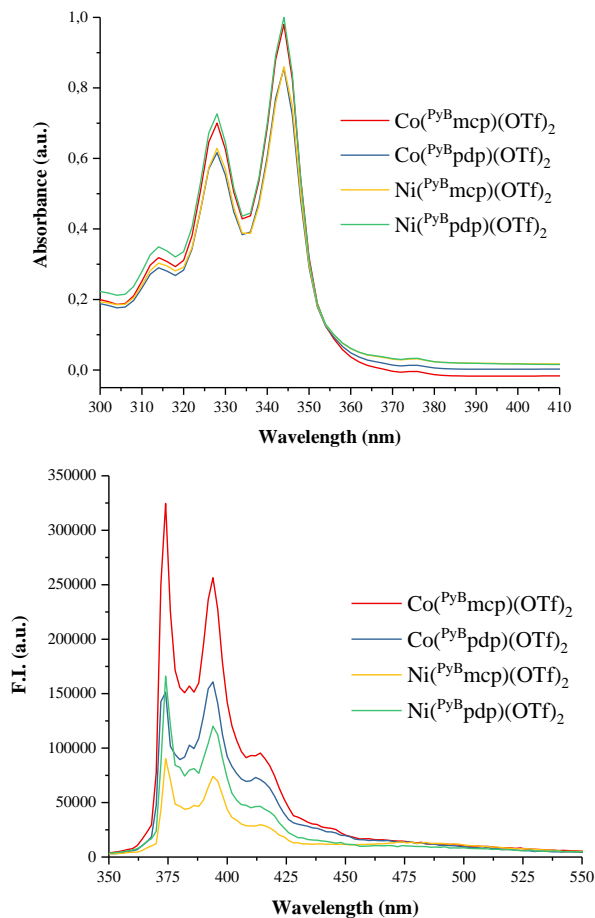 1,0
0,8
0,6
0,4
0,2
0,0
Absorbance (a.u.)
Co(ᴾʸᴮmcp)(OTf)₂
Co(ᴾʸᴮpdp)(OTf)₂
Ni(ᴾʸᴮmcp)(OTf)₂
Ni(ᴾʸᴮpdp)(OTf)₂
300 310 320 330 340 350 360 370 380 390 400 410
Wavelength (nm)
350000
300000
250000
200000
150000
100000
50000
0
F.I. (a.u.)
Co(ᴾʸᴮmcp)(OTf)₂
Co(ᴾʸᴮpdp)(OTf)₂
Ni(ᴾʸᴮmcp)(OTf)₂
Ni(ᴾʸᴮpdp)(OTf)₂
350 375 400 425 450 475 500 525 550
Wavelength (nm)